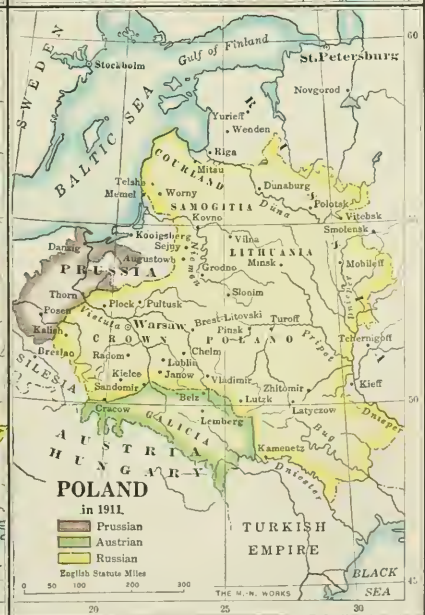 60
SWEDEN
Stockholm
Gulf of Finland
St. Petersburg
Novgorod
BALTIC SEA
Yurieff
Wenden
Riga
R
COURLAND
Mitau
Telshe
Memel
Worny
Dunaburg
SAMOGITIA
Duna
Polotsk
Vitebsk
Kovno
Smolensk
Konigsberg
Vilna
Danzig
Sejny
LITHUANIA
Augustowo
Niemen
Minsk
Mohileff
PRUSSIA
Grodno
Thorn
Slonim
Posen
Plock
Pultusk
Kalish
Vistula
Warsaw
Brest-Litovski
Turoff
Pinsk
Tchernigoff
Breslao
CROWN POLAND
Pripet
SILESIA
Radom
Chelm
Lublin
Kielce
Janow
Vladimir
Kieff
Sandomir
Zhitomir
Belz
Lutzk
50
Cracow
Latyczow
Dnieper
GALICIA
Lemberg
Bug
AUSTRIA
HUNGARY
Kamenetz
Dniester
POLAND
in 1911.
Prussian
Austrian
Russian
TURKISH
EMPIRE
English Statute Miles
0 50 100 200 300
THE M.-N. WORKS
BLACK
SEA
45
20 25 30